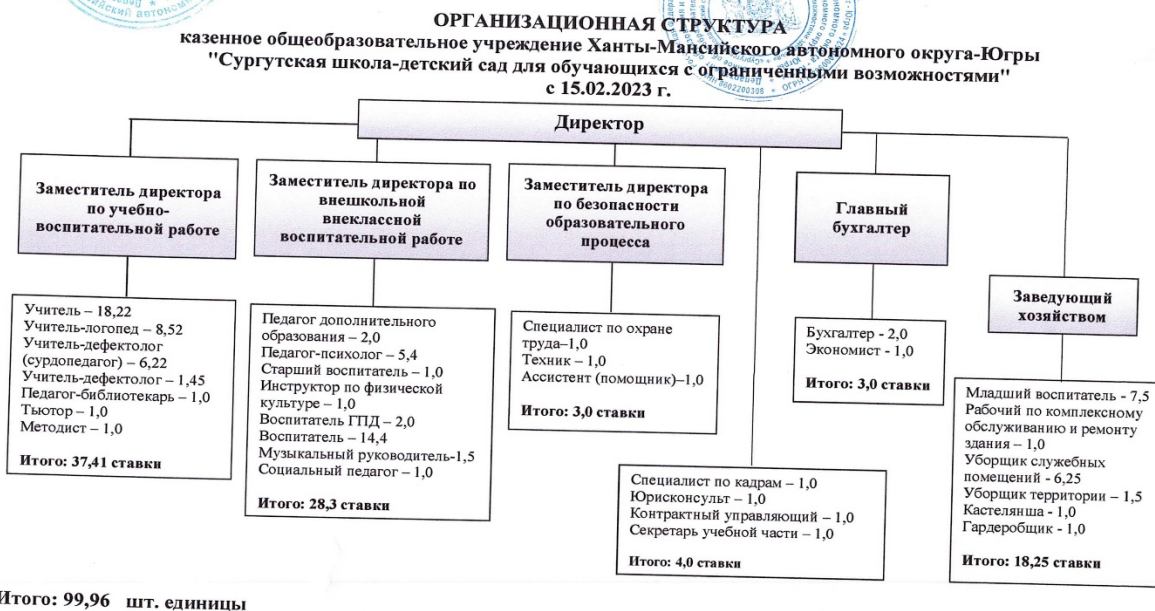 ОРГАНИЗАЦИОННАЯ СТРУКТУРА
казенное общеобразовательное учреждение Ханты-Мансийского автономного округа-Югры
"Сургутская школа-детский сад для обучающихся с ограниченными возможностями"
с 15.02.2023 г.
Директор
Заместитель директора
по учебно-
воспитательной работе
Заместитель директора по
внешкольной
внеклассной
воспитательной работе
Заместитель директора
по безопасности
образовательного
процесса
Главный
бухгалтер
Заведующий
хозяйством
Учитель – 18,22
Учитель-логопед – 8,52
Учитель-дефектолог
(сурдопедагог) – 6,22
Учитель-дефектолог – 1,45
Педагог-библиотекарь – 1,0
Тьютор – 1,0
Методист – 1,0
Итого: 37,41 ставки
Педагог дополнительного
образования – 2,0
Педагог-психолог – 5,4
Старший воспитатель – 1,0
Инструктор по физической
культуре – 1,0
Воспитатель ГПД – 2,0
Воспитатель – 14,4
Музыкальный руководитель-1,5
Социальный педагог – 1,0
Итого: 28,3 ставки
Специалист по охране
труда–1,0
Техник – 1,0
Ассистент (помощник)–1,0
Итого: 3,0 ставки
Специалист по кадрам – 1,0
Юрисконсульт – 1,0
Контрактный управляющий – 1,0
Секретарь учебной части – 1,0
Итого: 4,0 ставки
Бухгалтер - 2,0
Экономист - 1,0
Итого: 3,0 ставки
Младший воспитатель - 7,5
Рабочий по комплексному
обслуживанию и ремонту
здания – 1,0
Уборщик служебных
помещений - 6,25
Уборщик территории – 1,5
Кастелянша - 1,0
Гардеробщик - 1,0
Итого: 18,25 ставки
Итого: 99,96 шт. единицы